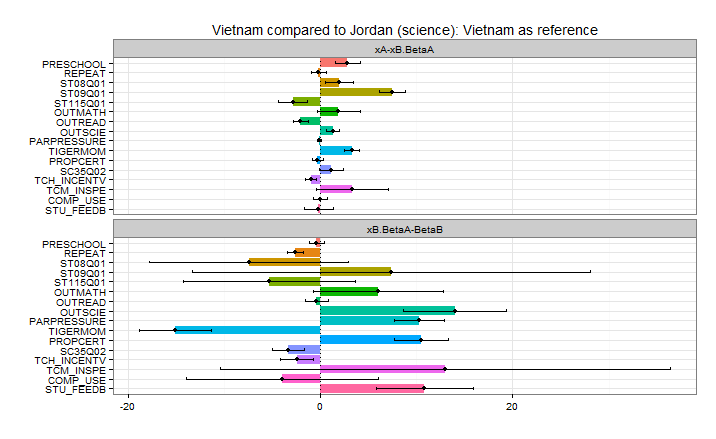 Vietnam compared to Jordan (science): Vietnam as reference
xA-xB.BetaA
PRESCHOOL
REPEAT
ST08Q01
ST09Q01
ST115Q01
OUTMATH
OUTREAD
OUTSCIE
PARPRESSURE
TIGERMOM
PROPCERT
SC35Q02
TCH_INCENTV
TCM_INSPE
COMP_USE
STU_FEEDB
xB.BetaA-BetaB
PRESCHOOL
REPEAT
ST08Q01
ST09Q01
ST115Q01
OUTMATH
OUTREAD
OUTSCIE
PARPRESSURE
TIGERMOM
PROPCERT
SC35Q02
TCH_INCENTV
TCM_INSPE
COMP_USE
STU_FEEDB
-20 0 20